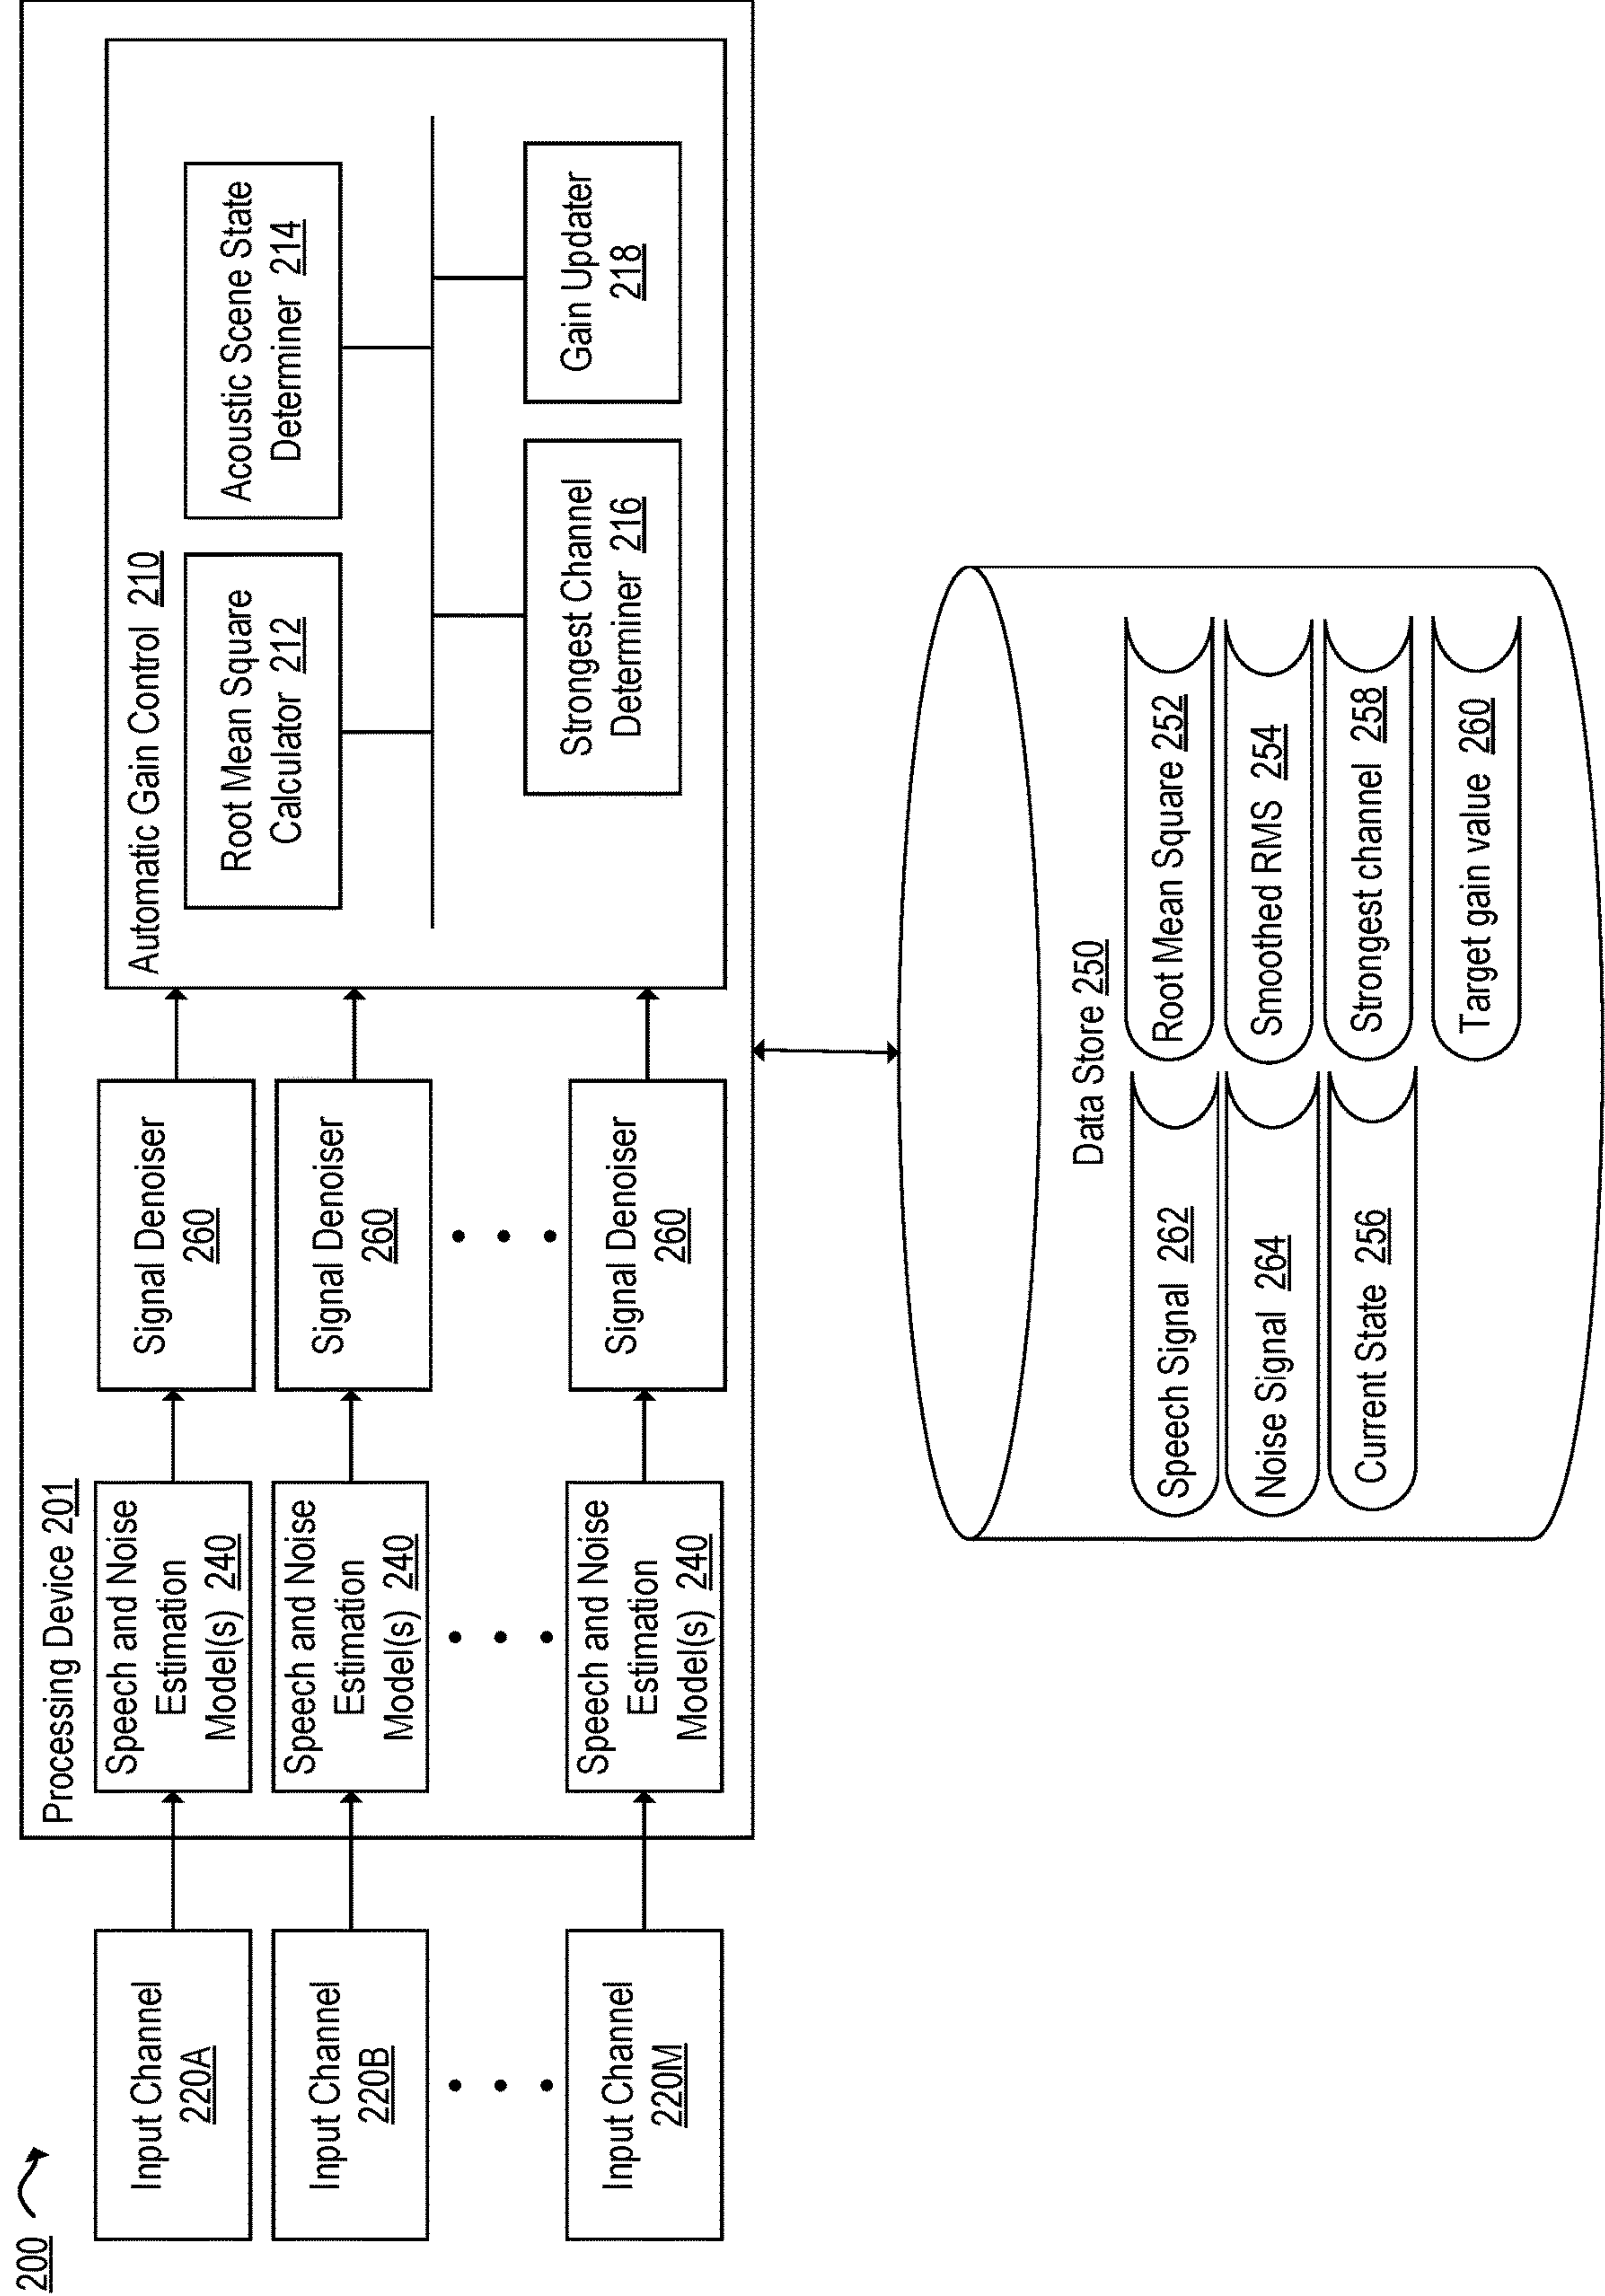 200
Input Channel
220A
Input Channel
220B
Input Channel
220M
Processing Device 201
Speech and Noise
Estimation
Model(s) 240
Speech and Noise
Estimation
Model(s) 240
Speech and Noise
Estimation
Model(s) 240
Signal Denoiser
260
Signal Denoiser
260
Signal Denoiser
260
Automatic Gain Control 210
Root Mean Square
Calculator 212
Acoustic Scene State
Determiner 214
Strongest Channel
Determiner 216
Gain Updater
218
Data Store 250
Speech Signal 262
Noise Signal 264
Current State 256
Root Mean Square 252
Smoothed RMS 254
Strongest channel 258
Target gain value 260